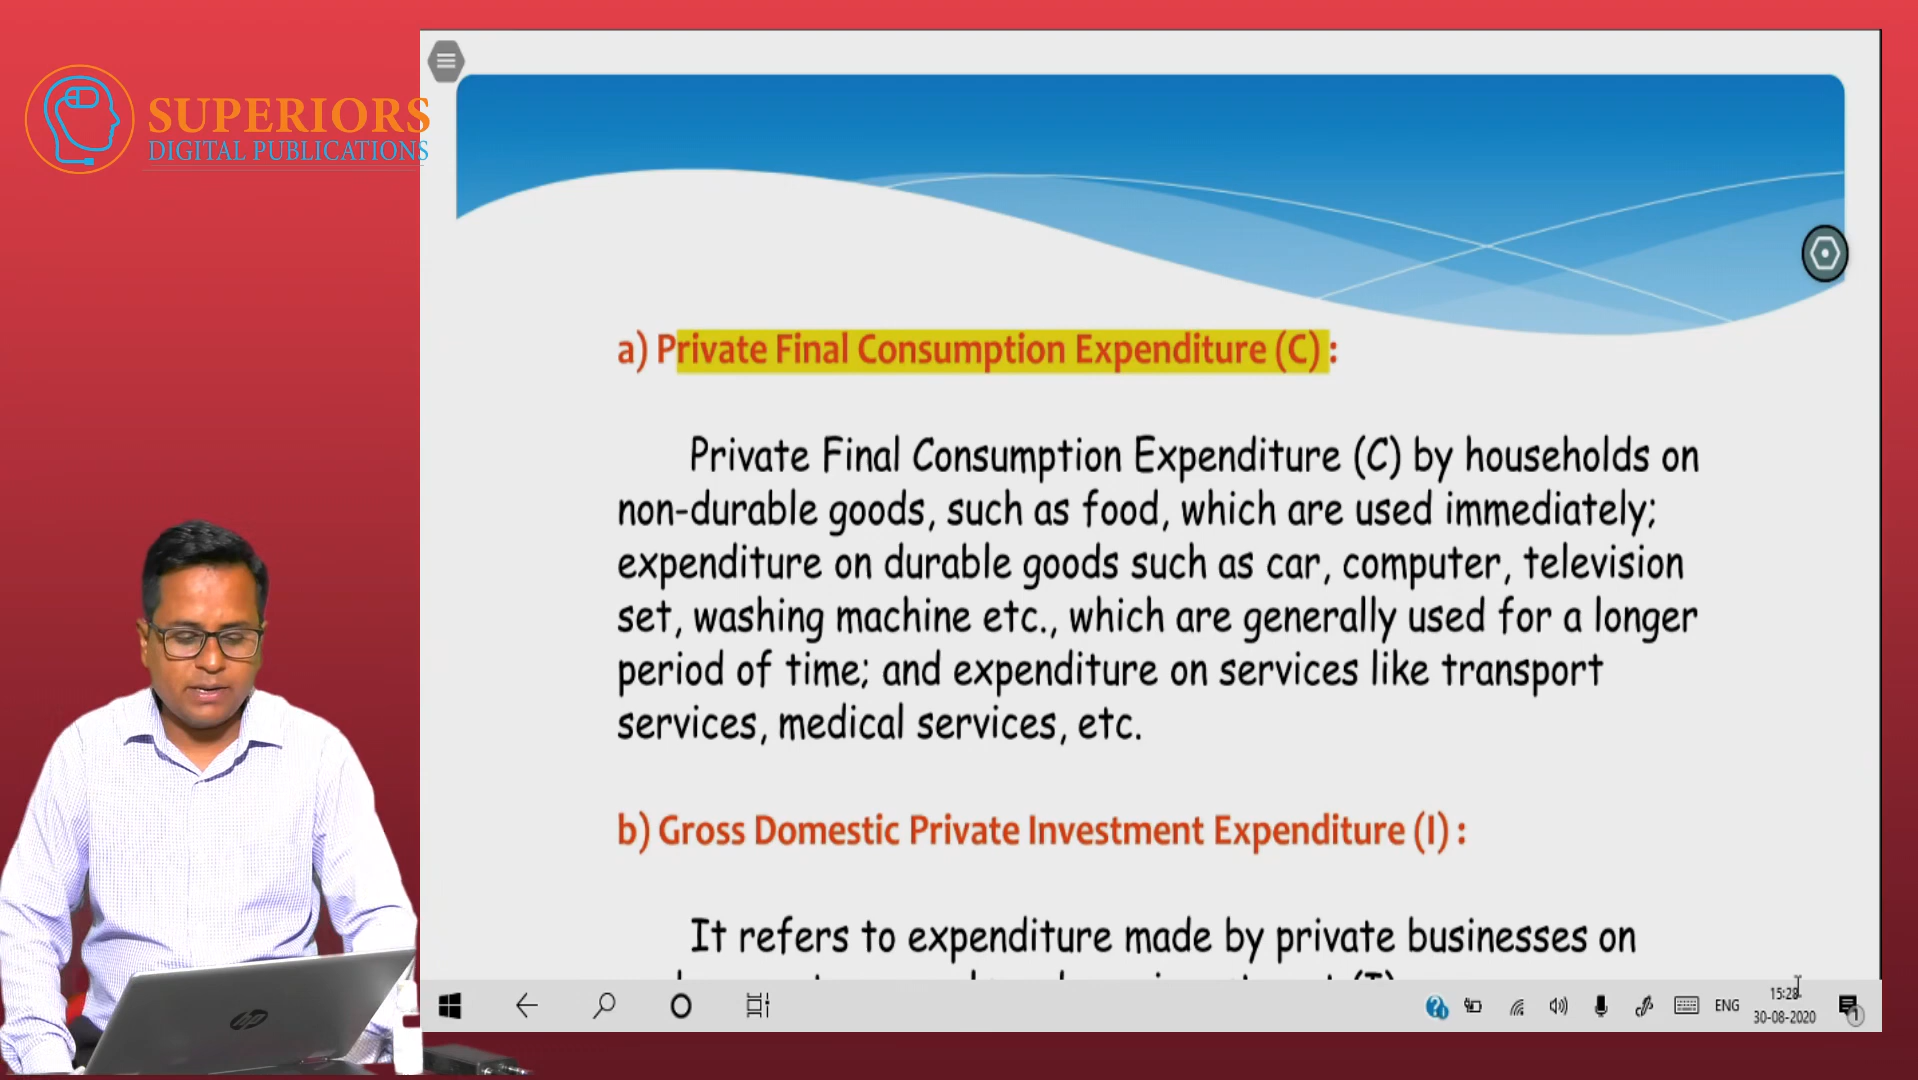 SUPERIORS
DIGITAL PUBLICATIONS
a) Private Final Consumption Expenditure (C) :
Private Final Consumption Expenditure (C) by households on
non-durable goods, such as food, which are used immediately;
expenditure on durable goods such as car, computer, television
set, washing machine etc., which are generally used for a longer
period of time; and expenditure on services like transport
services, medical services, etc.
b) Gross Domestic Private Investment Expenditure (I) :
It refers to expenditure made by private businesses on
hp
ENG
15:28
30-08-2020
1